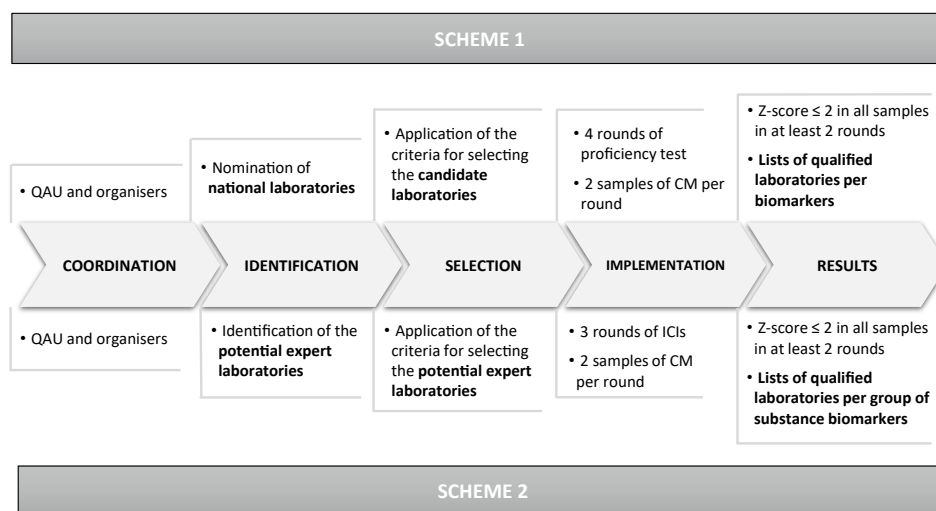 SCHEME 1
• QAU and organisers
• Nomination of
national laboratories
• Application of the
criteria for selecting
the candidate
laboratories
• 4 rounds of
proficiency test
• 2 samples of CM per
round
• Z-score ≤ 2 in all samples
in at least 2 rounds
• Lists of qualified
laboratories per
biomarkers
COORDINATION
IDENTIFICATION
SELECTION
IMPLEMENTATION
RESULTS
• QAU and organisers
• Identification of the
potential expert
laboratories
• Application of the
criteria for selecting
the potential expert
laboratories
• 3 rounds of ICIs
• 2 samples of CM
per round
• Z-score ≤ 2 in all samples
in at least 2 rounds
• Lists of qualified
laboratories per group of
substance biomarkers
SCHEME 2